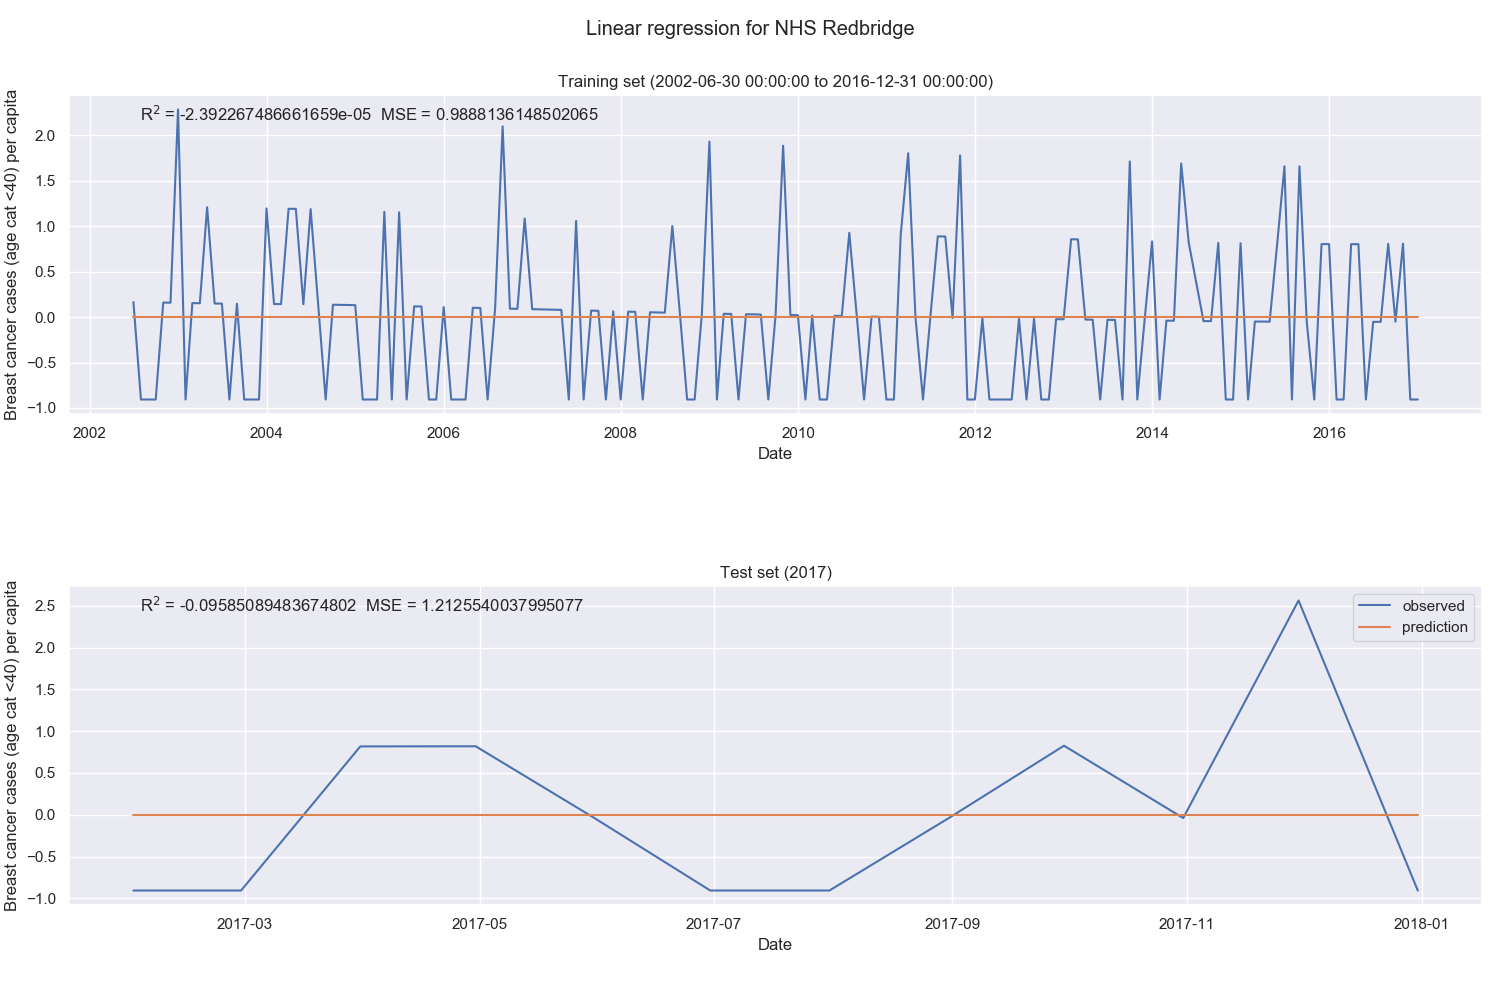 Linear regression for NHS Redbridge
Training set (2002-06-30 00:00:00 to 2016-12-31 00:00:00)
R² = -2.392267486661659e-05 MSE = 0.9888136148502065
Breast cancer cases (age cat <40) per capita
2.0
1.5
1.0
0.5
0.0
−0.5
−1.0
2002 2004 2006 2008 2010 2012 2014 2016
Date
Test set (2017)
R² = -0.09585089483674802 MSE = 1.2125540037995077
observed
prediction
Breast cancer cases (age cat <40) per capita
2.5
2.0
1.5
1.0
0.5
0.0
−0.5
−1.0
2017-03 2017-05 2017-07 2017-09 2017-11 2018-01
Date